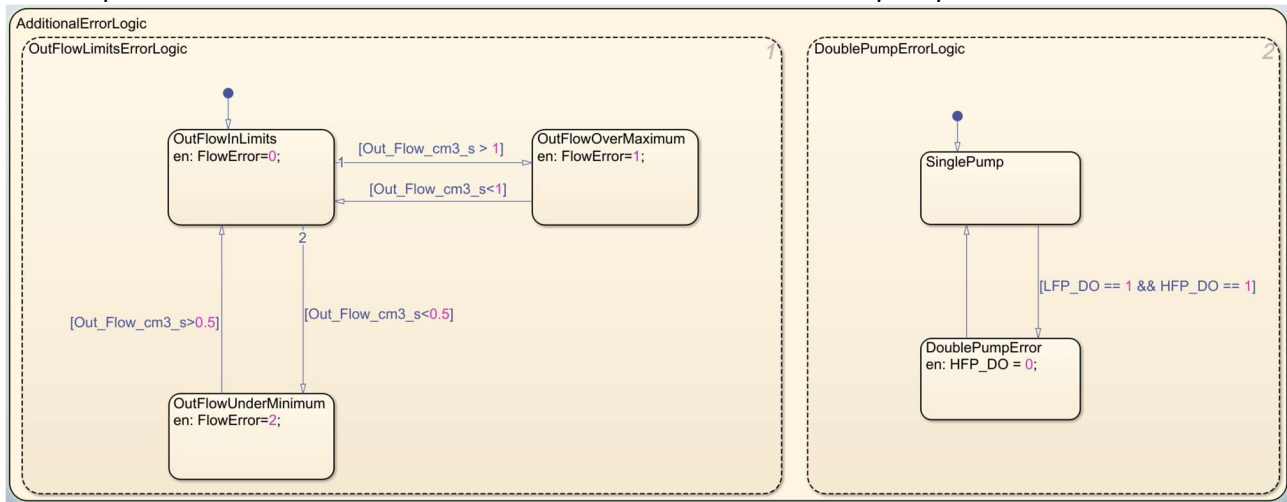 AdditionalErrorLogic
OutFlowLimitsErrorLogic
1
OutFlowInLimits
en: FlowError=0;
1
[Out_Flow_cm3_s > 1]
OutFlowOverMaximum
en: FlowError=1;
[Out_Flow_cm3_s<1]
2
[Out_Flow_cm3_s>0.5]
[Out_Flow_cm3_s<0.5]
OutFlowUnderMinimum
en: FlowError=2;
DoublePumpErrorLogic
2
SinglePump
[LFP_DO == 1 && HFP_DO == 1]
DoublePumpError
en: HFP_DO = 0;